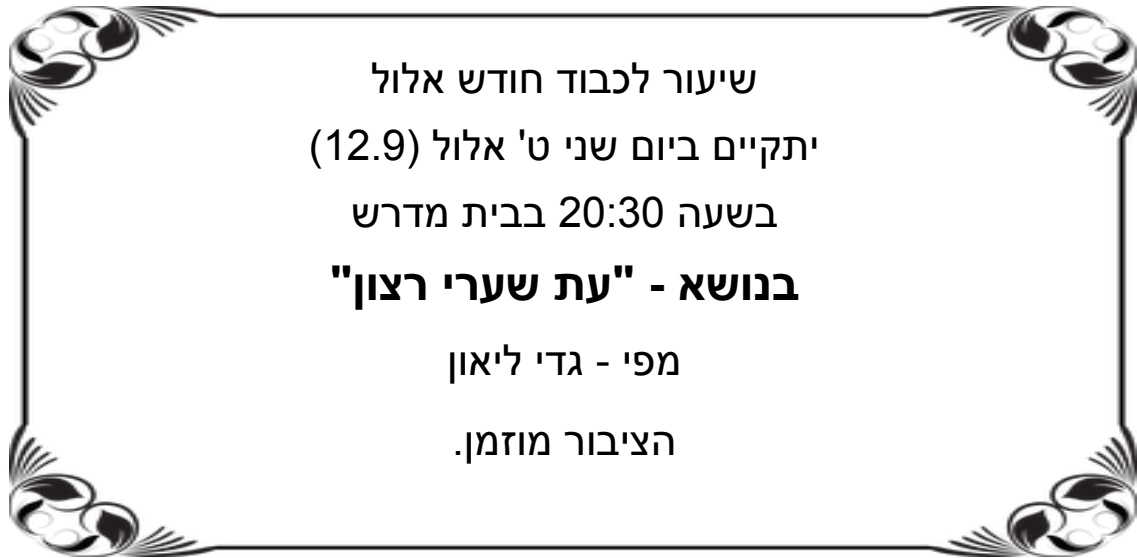 שיעור לכבוד חודש אלול
יתקיים ביום שני ט' אלול (12.9)
בשעה 20:30 בבית מדרש
בנושא - "עת שערי רצון"
מפי - גדי ליאון
הציבור מוזמן.